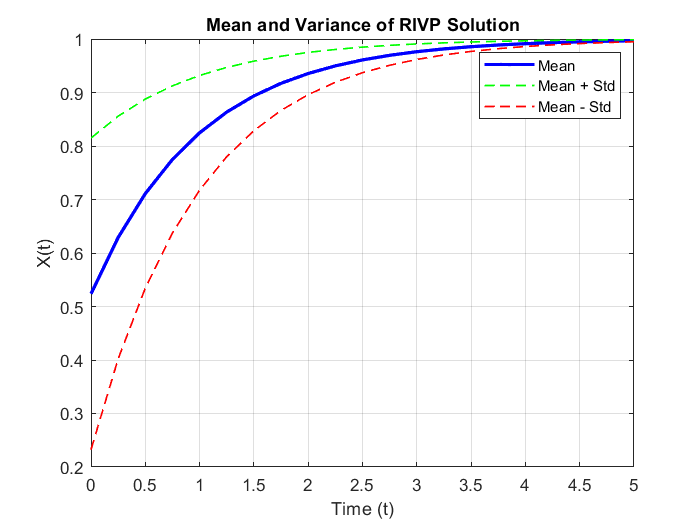 Mean and Variance of RIVP Solution
1
0.9
0.8
0.7
0.6
0.5
0.4
0.3
0.2
X(t)
Mean
Mean + Std
Mean - Std
0 0.5 1 1.5 2 2.5 3 3.5 4 4.5 5
Time (t)